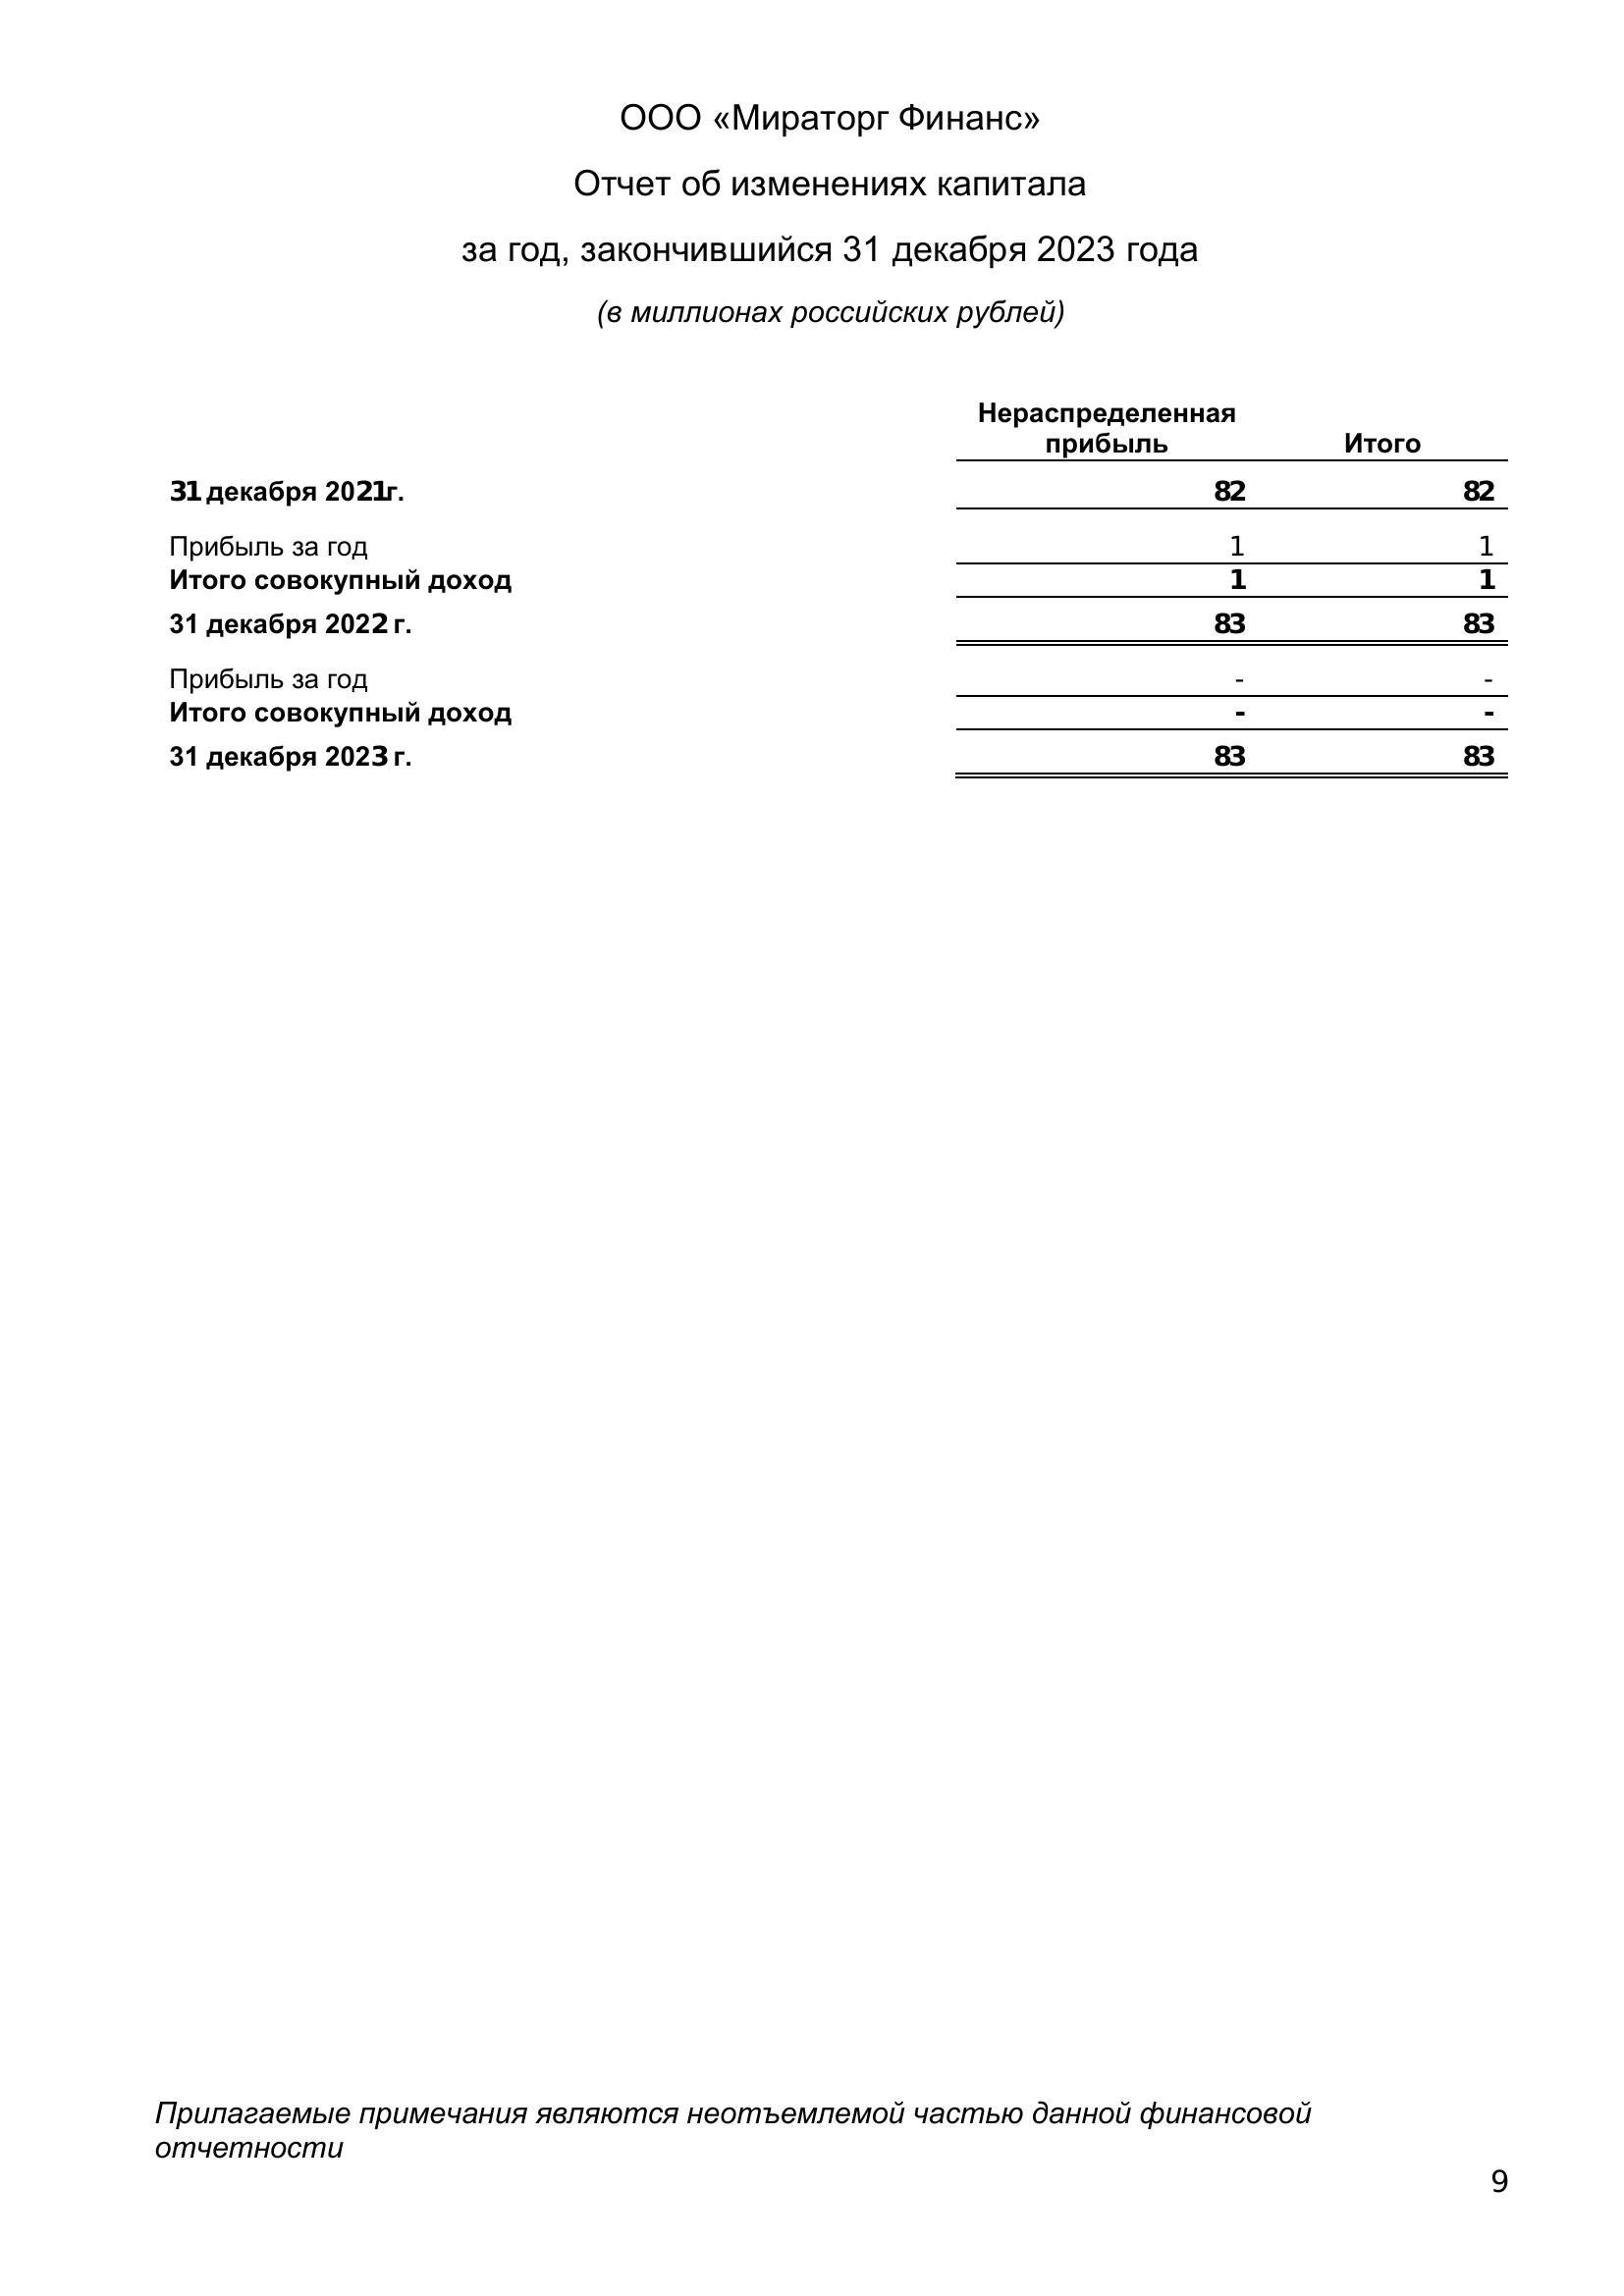 ООО «Мираторг Финанс»
Отчет об изменениях капитала
за год, закончившийся 31 декабря 2023 года
(в миллионах российских рублей)
Нераспределенная
прибыль Итого
31 декабря 2021г. 82 82
Прибыль за год 1 1
Итого совокупный доход 1 1
31 декабря 2022 г. 83 83
Прибыль за год - -
Итого совокупный доход - -
31 декабря 2023 г. 83 83
Прилагаемые примечания являются неотъемлемой частью данной финансовой
отчетности
9